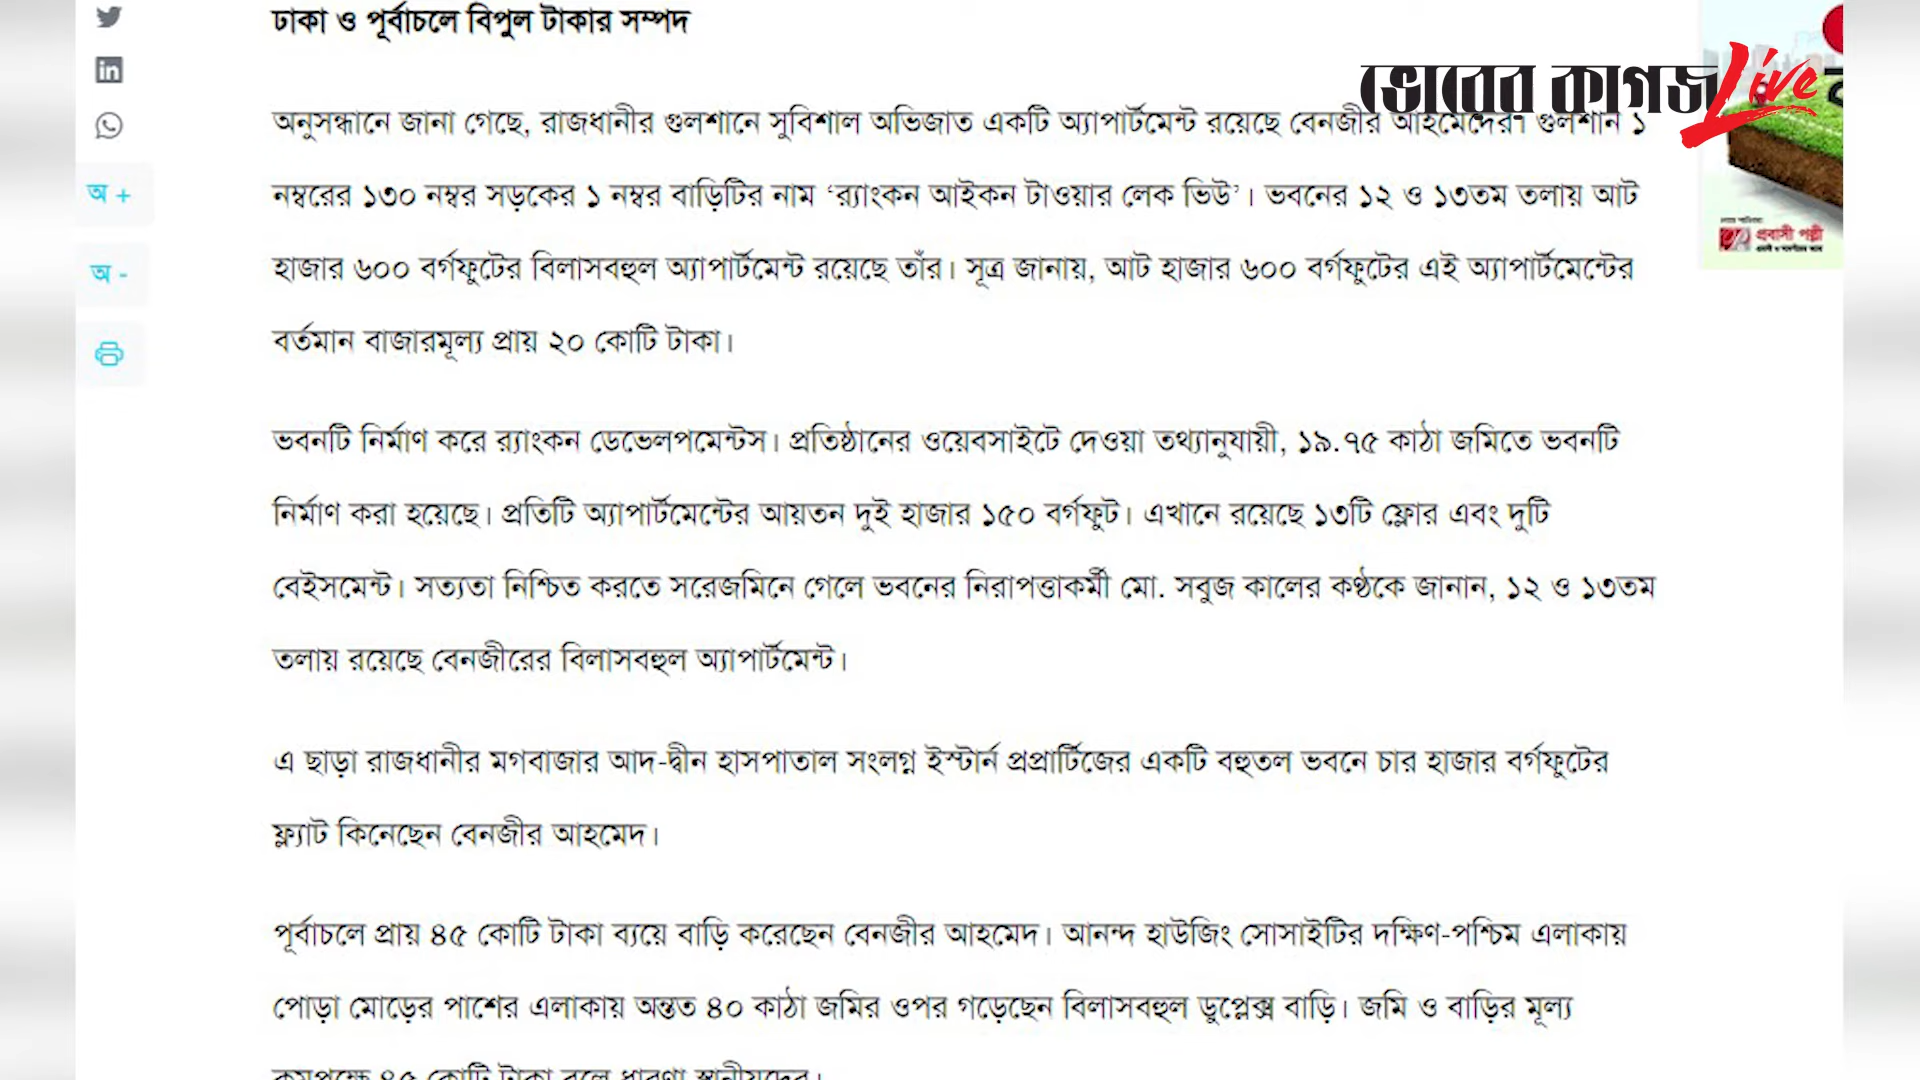 ঢাকা ও পূর্বাচলে বিপুল টাকার সম্পদ
ভোরের কাগজ Live
অনুসন্ধানে জানা গেছে, রাজধানীর গুলশানে সুবিশাল অভিজাত একটি অ্যাপার্টমেন্ট রয়েছে বেনজীর আহমেদের। গুলশান ১
নম্বরের ১৩০ নম্বর সড়কের ১ নম্বর বাড়িটির নাম ‘র‍্যাংকন আইকন টাওয়ার লেক ভিউ’। ভবনের ১২ ও ১৩তম তলায় আট
অ +
প্রবাসী পল্লী
হাজার ৬০০ বর্গফুটের বিলাসবহুল অ্যাপার্টমেন্ট রয়েছে তাঁর। সূত্র জানায়, আট হাজার ৬০০ বর্গফুটের এই অ্যাপার্টমেন্টের
অ -
বর্তমান বাজারমূল্য প্রায় ২০ কোটি টাকা।
ভবনটি নির্মাণ করে র‍্যাংকন ডেভেলপমেন্টস। প্রতিষ্ঠানের ওয়েবসাইটে দেওয়া তথ্যানুযায়ী, ১৯.৭৫ কাঠা জমিতে ভবনটি
নির্মাণ করা হয়েছে। প্রতিটি অ্যাপার্টমেন্টের আয়তন দুই হাজার ১৫০ বর্গফুট। এখানে রয়েছে ১৩টি ফ্লোর এবং দুটি
বেইসমেন্ট। সত্যতা নিশ্চিত করতে সরেজমিনে গেলে ভবনের নিরাপত্তাকর্মী মো. সবুজ কালের কণ্ঠকে জানান, ১২ ও ১৩তম
তলায় রয়েছে বেনজীরের বিলাসবহুল অ্যাপার্টমেন্ট।
এ ছাড়া রাজধানীর মগবাজার আদ-দ্বীন হাসপাতাল সংলগ্ন ইস্টার্ন প্রপ্রার্টিজের একটি বহুতল ভবনে চার হাজার বর্গফুটের
ফ্ল্যাট কিনেছেন বেনজীর আহমেদ।
পূর্বাচলে প্রায় ৪৫ কোটি টাকা ব্যয়ে বাড়ি করেছেন বেনজীর আহমেদ। আনন্দ হাউজিং সোসাইটির দক্ষিণ-পশ্চিম এলাকায়
পোড়া মোড়ের পাশের এলাকায় অন্তত ৪০ কাঠা জমির ওপর গড়েছেন বিলাসবহুল ডুপ্লেক্স বাড়ি। জমি ও বাড়ির মূল্য
কমপক্ষে ৪৫ কোটি টাকা বলে ধারণা স্থানীয়দের।